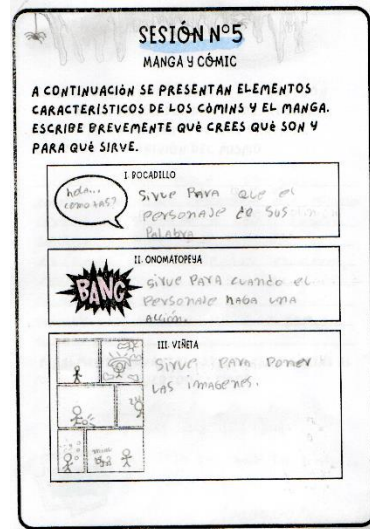 SESIÓN Nº5
MANGA Y CÓMIC
A CONTINUACIÓN SE PRESENTAN ELEMENTOS
CARACTERÍSTICOS DE LOS CÓMINS Y EL MANGA.
ESCRIBE BREVEMENTE QUÉ CREES QUÉ SON Y
PARA QUÉ SIRVE.
I. BOCADILLO
hola...
como tas?
Sirve Para que el
Personaje de sus
Palabra
II. ONOMATOPEYA
BANG
sirve PARA cuando el
Personaje haga una
Acción.
III. VIÑETA
Sirve para Poner
LAS imagenes.